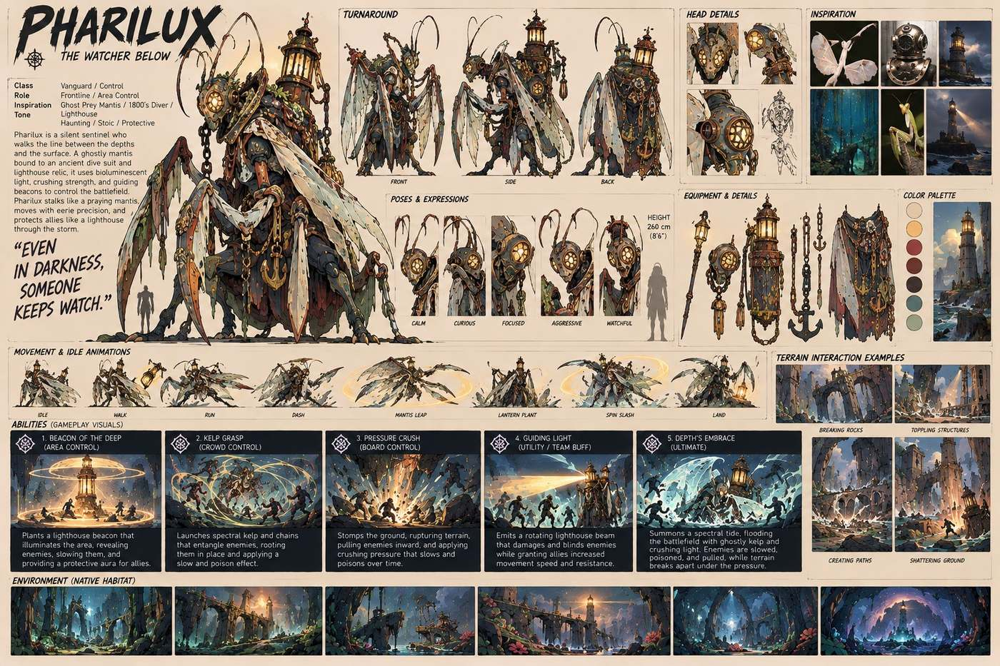 PHARILUX
THE WATCHER BELOW
Class Vanguard / Control
Role Frontline / Area Control
Inspiration Ghost Prey Mantis / 1800's Diver /
Tone Lighthouse
Haunting / Stoic / Protective
Pharilux is a silent sentinel who
walks the line between the depths
and the surface. A ghostly mantis
bound to an ancient dive suit and
lighthouse relic, it uses bioluminescent
light, crushing strength, and guiding
beacons to control the battlefield.
Pharilux stalks like a praying mantis,
moves with eerie precision, and
protects allies like a lighthouse
through the storm.
“EVEN
IN DARKNESS,
SOMEONE
KEEPS WATCH.”
TURNAROUND
FRONT
SIDE
BACK
HEAD DETAILS
INSPIRATION
POSES & EXPRESSIONS
CALM
CURIOUS
FOCUSED
AGGRESSIVE
WATCHFUL
HEIGHT
260 cm
(8'6")
EQUIPMENT & DETAILS
COLOR PALETTE
MOVEMENT & IDLE ANIMATIONS
IDLE
WALK
RUN
DASH
MANTIS LEAP
LANTERN PLANT
SPIN SLASH
LAND
TERRAIN INTERACTION EXAMPLES
BREAKING ROCKS
TOPPLING STRUCTURES
CREATING PATHS
SHATTERING GROUND
ABILITIES (GAMEPLAY VISUALS)
1. BEACON OF THE DEEP
(AREA CONTROL)
Plants a lighthouse beacon that
illuminates the area, revealing
enemies, slowing them, and
providing a protective aura for allies.
2. KELP GRASP
(CROWD CONTROL)
Launches spectral kelp and chains
that entangle enemies, rooting
them in place and applying a
slow and poison effect.
3. PRESSURE CRUSH
(BOARD CONTROL)
Stomps the ground, rupturing terrain,
pulling enemies inward, and applying
crushing pressure that slows and
poisons over time.
4. GUIDING LIGHT
(UTILITY / TEAM BUFF)
Emits a rotating lighthouse beam
that damages and blinds enemies
while granting allies increased
movement speed and resistance.
5. DEPTH'S EMBRACE
(ULTIMATE)
Summons a spectral tide, flooding
the battlefield with ghostly kelp and
crushing light. Enemies are slowed,
poisoned, and pulled, while terrain
breaks apart under the pressure.
ENVIRONMENT (NATIVE HABITAT)